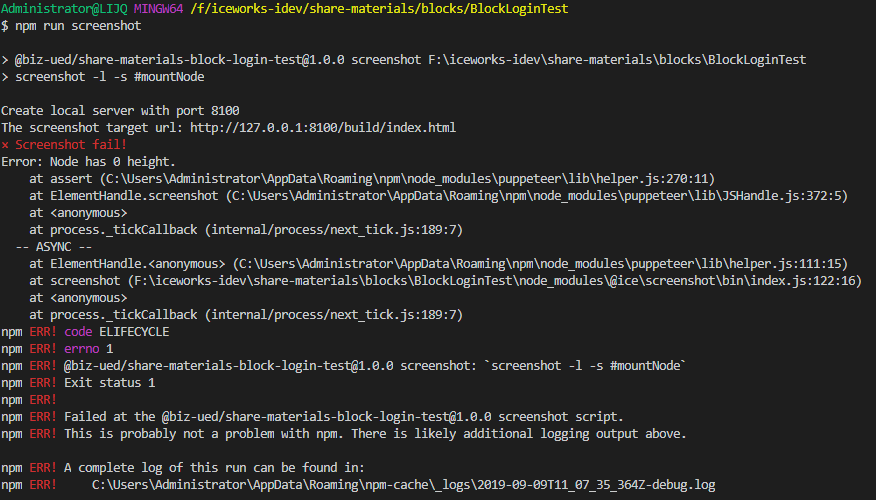 Administrator@LIJQ MINGW64 /f/iceworks-idev/share-materials/blocks/BlockLoginTest
$ npm run screenshot
> @biz-ued/share-materials-block-login-test@1.0.0 screenshot F:\iceworks-idev\share-materials\blocks\BlockLoginTest
> screenshot -l -s #mountNode
Create local server with port 8100
The screenshot target url: http://127.0.0.1:8100/build/index.html
× Screenshot fail!
Error: Node has 0 height.
    at assert (C:\Users\Administrator\AppData\Roaming\npm\node_modules\puppeteer\lib\helper.js:270:11)
    at ElementHandle.screenshot (C:\Users\Administrator\AppData\Roaming\npm\node_modules\puppeteer\lib\JSHandle.js:372:5)
    at <anonymous>
    at process._tickCallback (internal/process/next_tick.js:189:7)
  -- ASYNC --
    at ElementHandle.<anonymous> (C:\Users\Administrator\AppData\Roaming\npm\node_modules\puppeteer\lib\helper.js:111:15)
    at screenshot (F:\iceworks-idev\share-materials\blocks\BlockLoginTest\node_modules\@ice\screenshot\bin\index.js:122:16)
    at <anonymous>
    at process._tickCallback (internal/process/next_tick.js:189:7)
npm ERR! code ELIFECYCLE
npm ERR! errno 1
npm ERR! @biz-ued/share-materials-block-login-test@1.0.0 screenshot: `screenshot -l -s #mountNode`
npm ERR! Exit status 1
npm ERR!
npm ERR! Failed at the @biz-ued/share-materials-block-login-test@1.0.0 screenshot script.
npm ERR! This is probably not a problem with npm. There is likely additional logging output above.
npm ERR! A complete log of this run can be found in:
npm ERR!     C:\Users\Administrator\AppData\Roaming\npm-cache\_logs\2019-09-09T11_07_35_364Z-debug.log